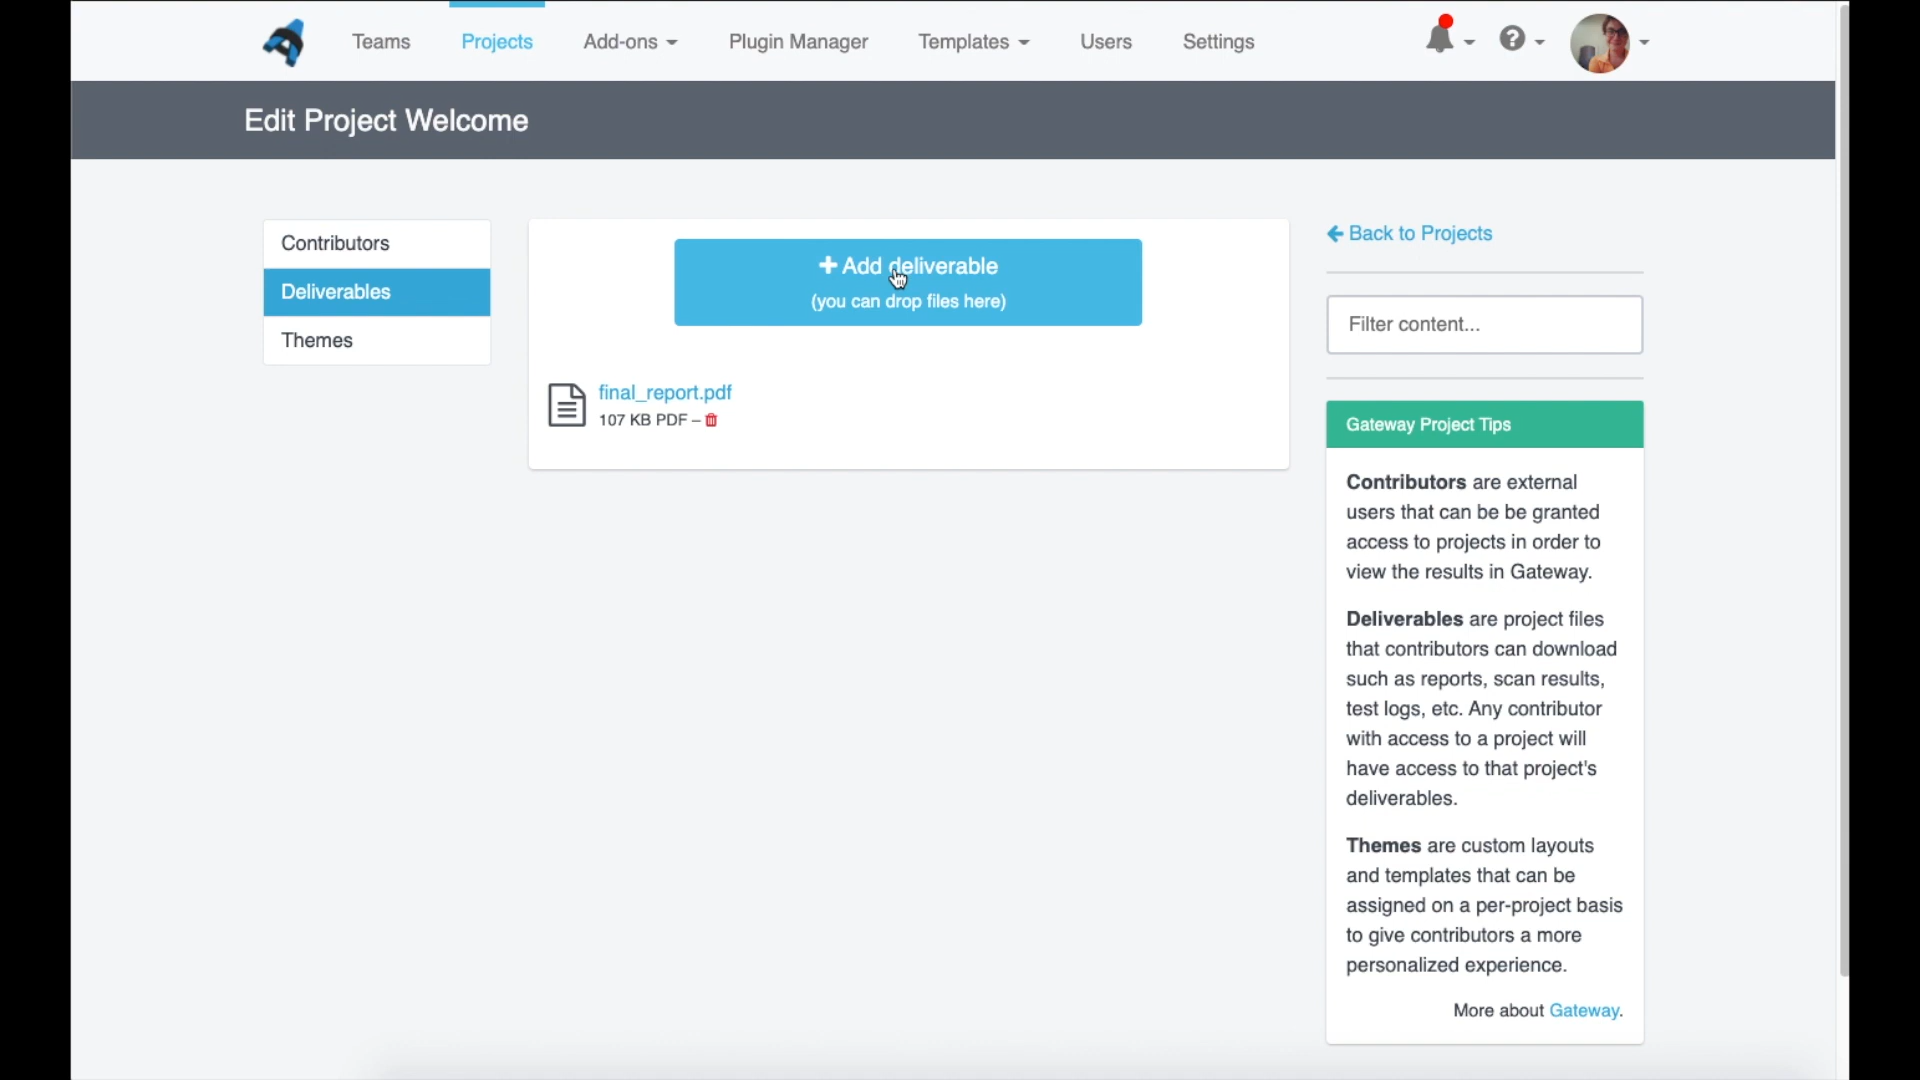 Teams
Projects
Add-ons
Plugin Manager
Templates
Users
Settings
Edit Project Welcome
Contributors
Deliverables
Themes
Add deliverable
(you can drop files here)
final_report.pdf
107 KB PDF –
Back to Projects
Filter content...
Gateway Project Tips
Contributors are external
users that can be be granted
access to projects in order to
view the results in Gateway.
Deliverables are project files
that contributors can download
such as reports, scan results,
test logs, etc. Any contributor
with access to a project will
have access to that project's
deliverables.
Themes are custom layouts
and templates that can be
assigned on a per-project basis
to give contributors a more
personalized experience.
More about Gateway.